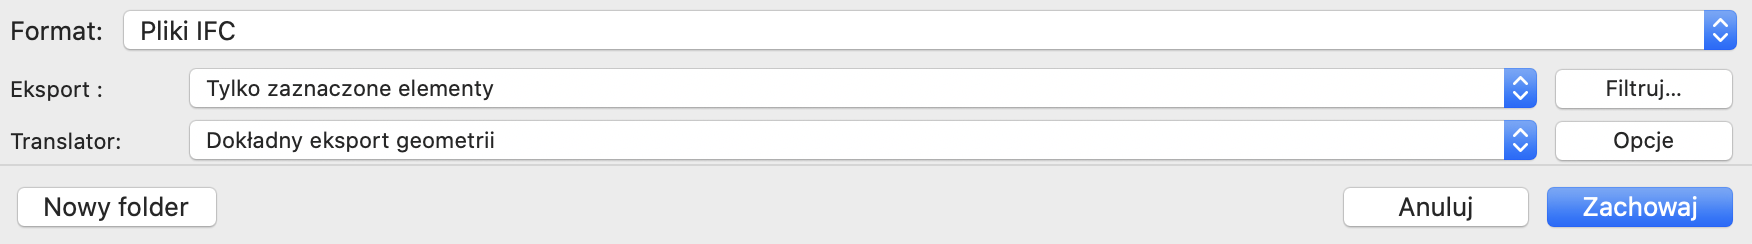 Format: Pliki IFC
Eksport : Tylko zaznaczone elementy Filtruj...
Translator: Dokładny eksport geometrii Opcje
Nowy folder Anuluj Zachowaj